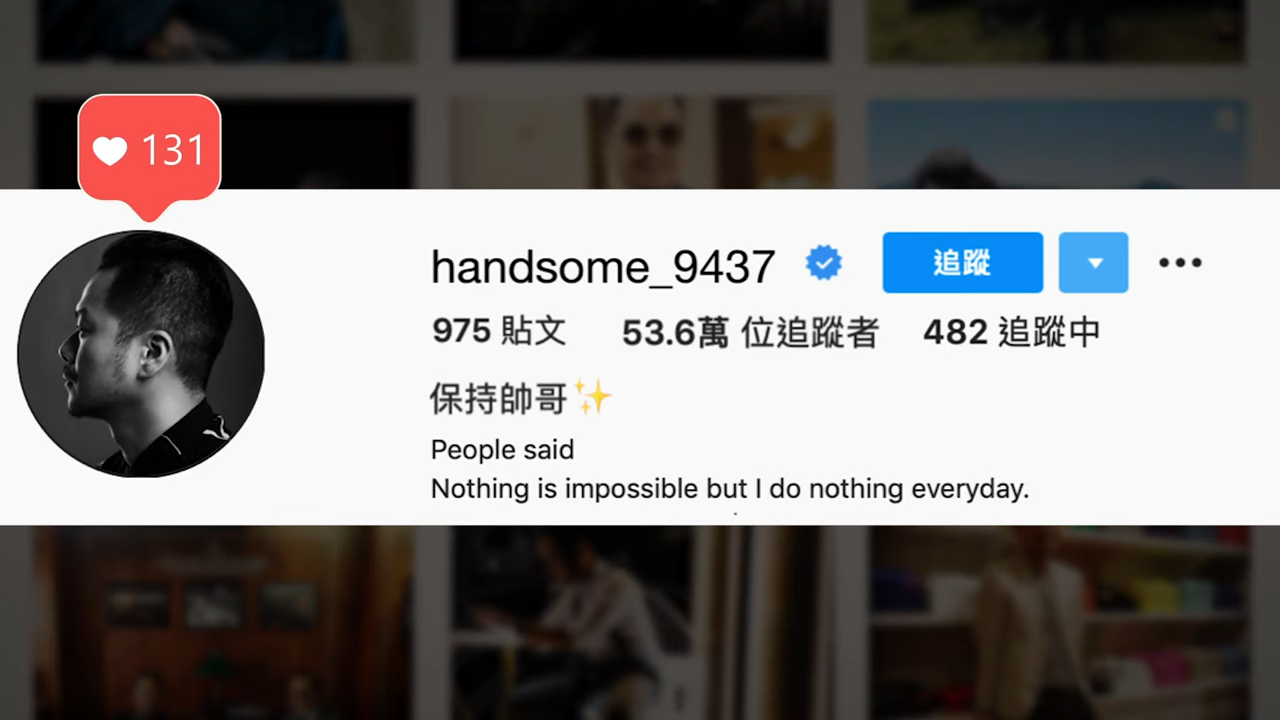 131
handsome_9437 追蹤
975 貼文 53.6萬 位追蹤者 482 追蹤中
保持帥哥✨
People said
Nothing is impossible but I do nothing everyday.